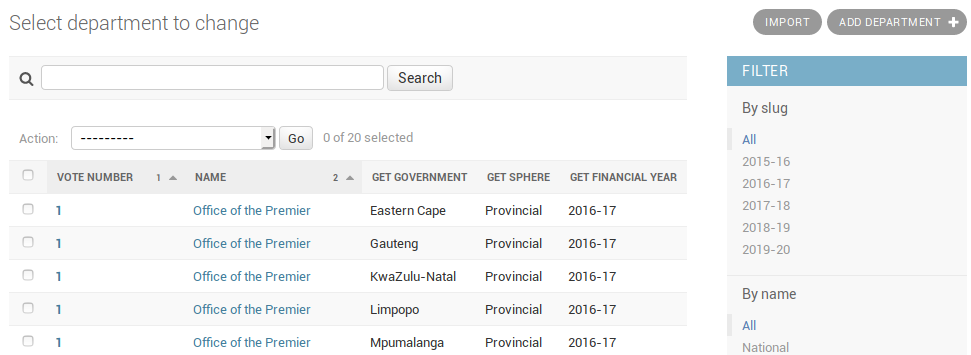 Select department to change
IMPORT
ADD DEPARTMENT
Search
Action: --------- Go 0 of 20 selected
VOTE NUMBER 1 NAME 2 GET GOVERNMENT GET SPHERE GET FINANCIAL YEAR
1 Office of the Premier Eastern Cape Provincial 2016-17
1 Office of the Premier Gauteng Provincial 2016-17
1 Office of the Premier KwaZulu-Natal Provincial 2016-17
1 Office of the Premier Limpopo Provincial 2016-17
1 Office of the Premier Mpumalanga Provincial 2016-17
FILTER
By slug
All
2015-16
2016-17
2017-18
2018-19
2019-20
By name
All
National